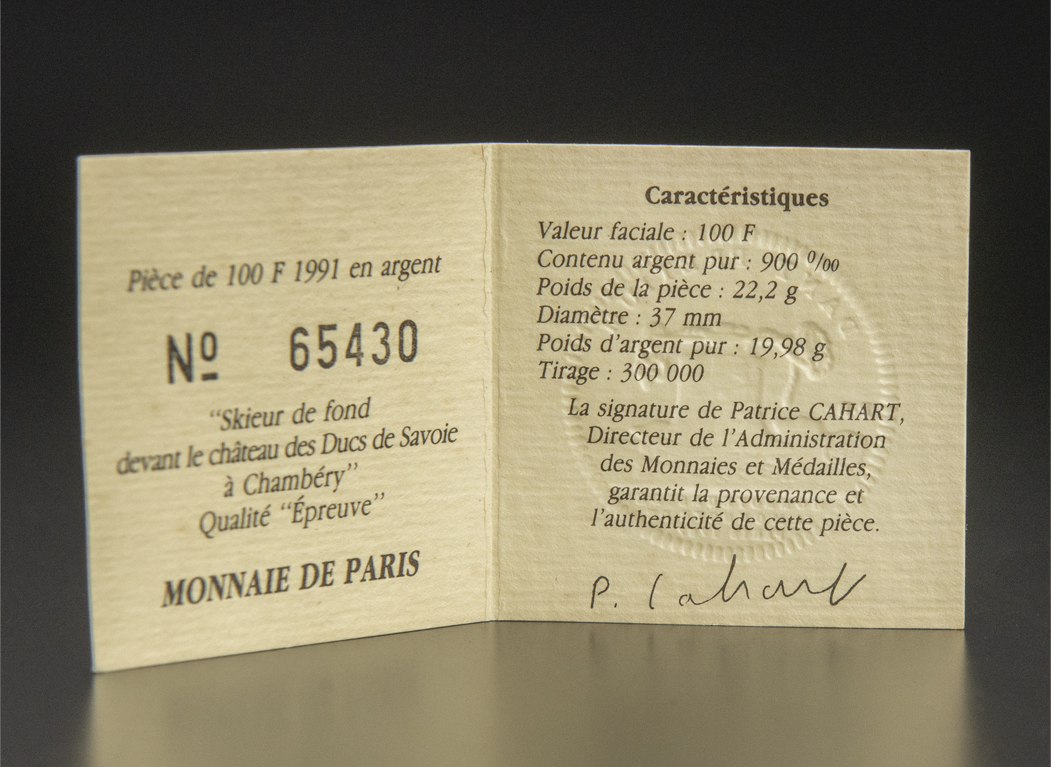 Pièce de 100 F 1991 en argent
Nº 65430
“Skieur de fond
devant le château des Ducs de Savoie
à Chambéry”
Qualité “Épreuve”
MONNAIE DE PARIS
Caractéristiques
Valeur faciale : 100 F
Contenu argent pur : 900 ‰
Poids de la pièce : 22,2 g
Diamètre : 37 mm
Poids d'argent pur : 19,98 g
Tirage : 300 000
La signature de Patrice CAHART,
Directeur de l'Administration
des Monnaies et Médailles,
garantit la provenance et
l'authenticité de cette pièce.
P. Cahart